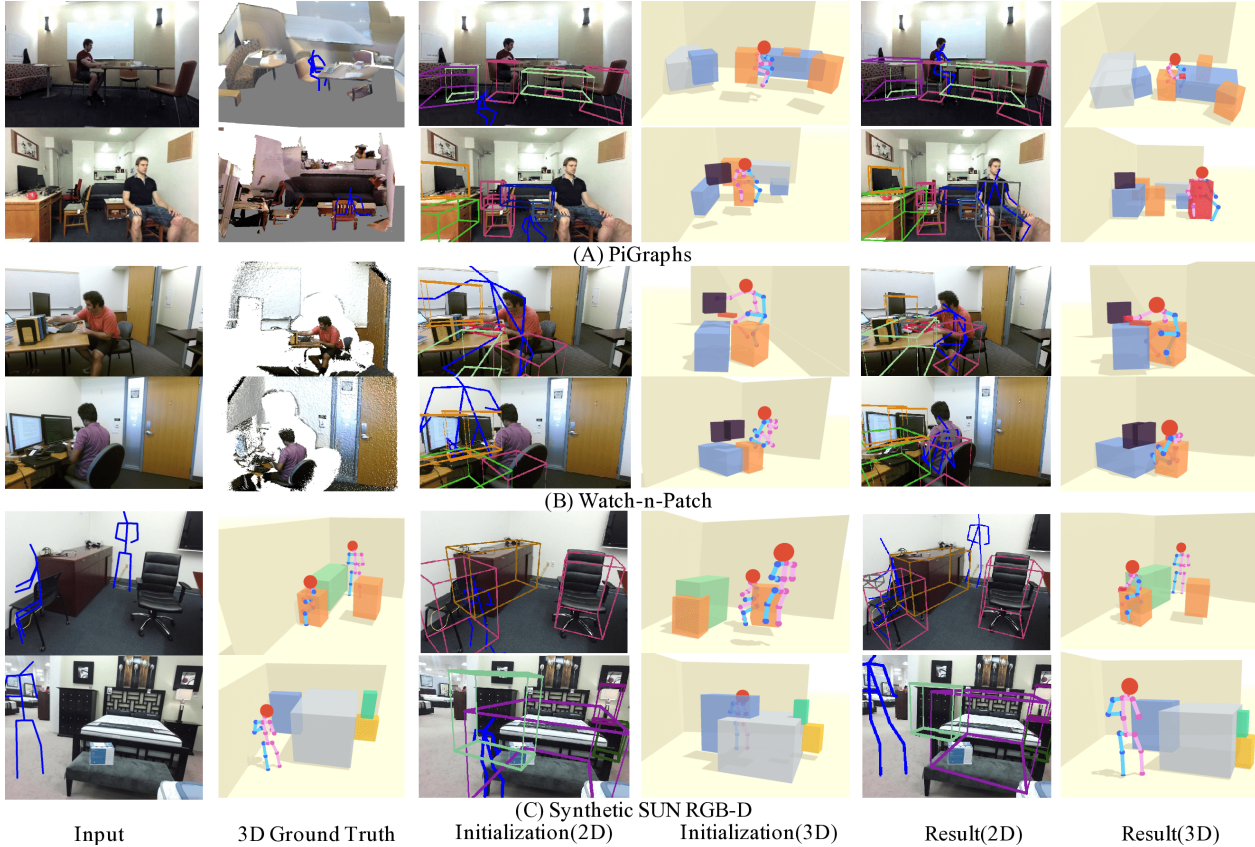 (A) PiGraphs
(B) Watch-n-Patch
(C) Synthetic SUN RGB-D
Input 3D Ground Truth Initialization(2D) Initialization(3D) Result(2D) Result(3D)